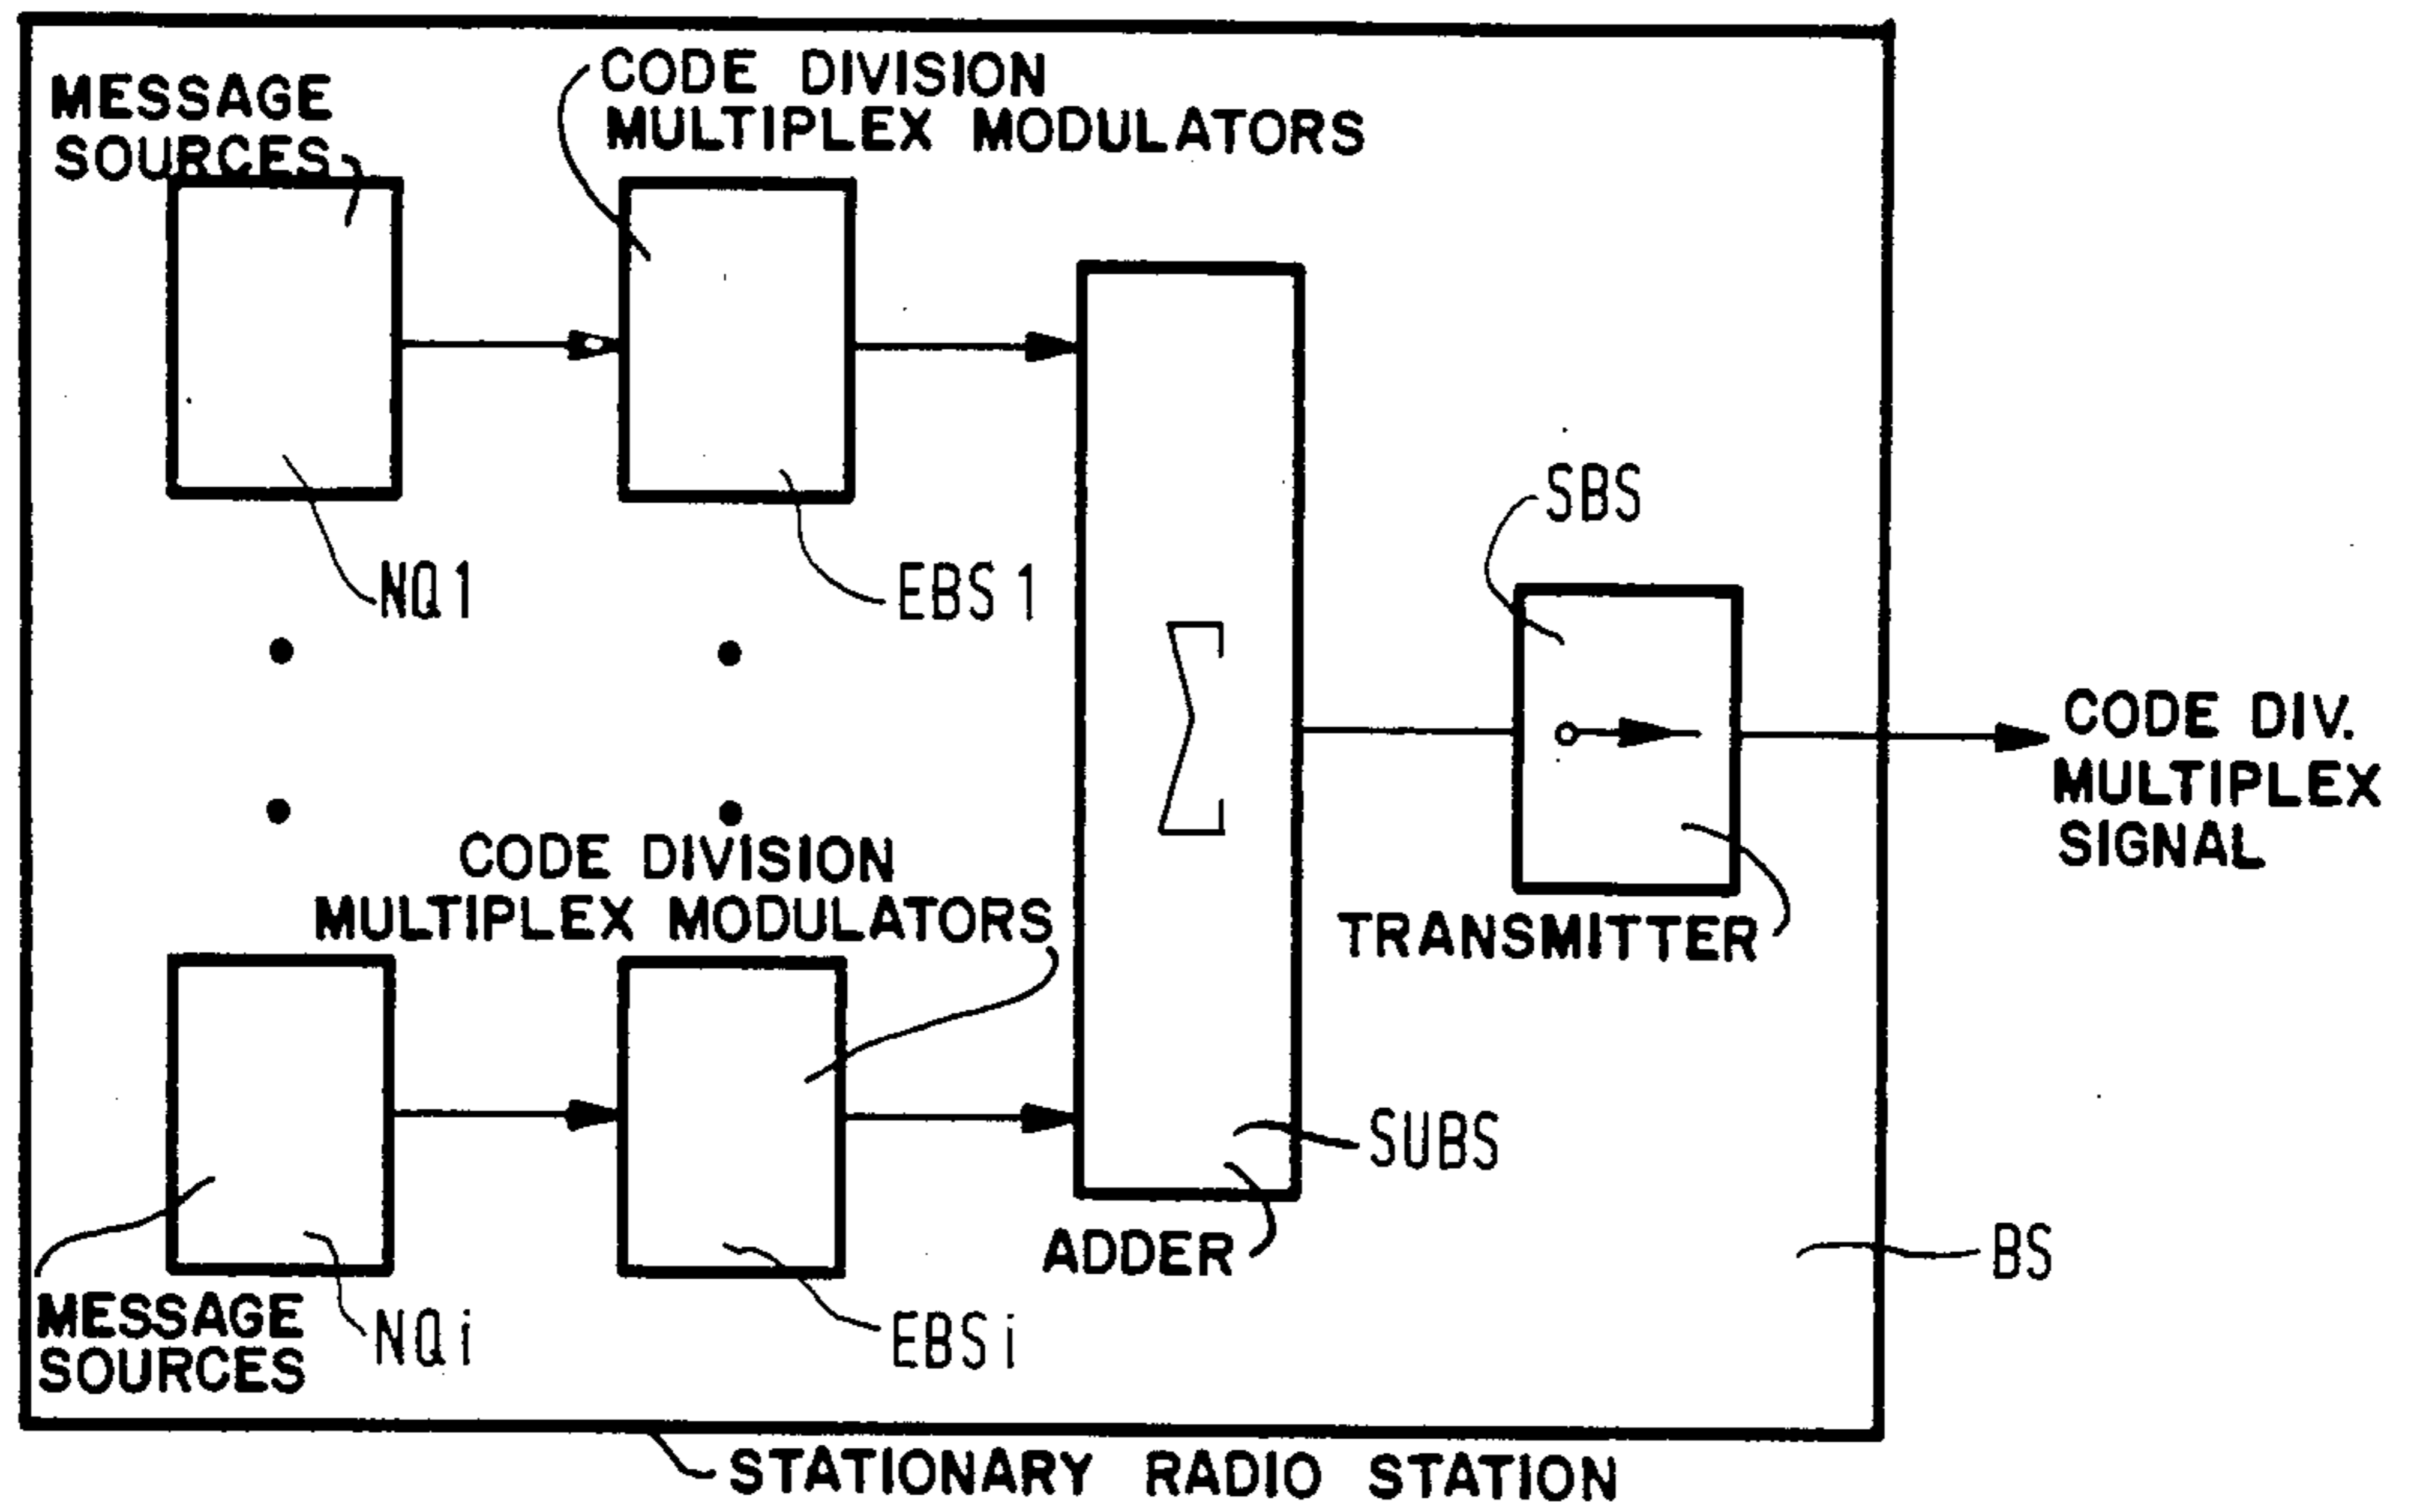 MESSAGE
SOURCES
CODE DIVISION
MULTIPLEX MODULATORS
NQ1
EBS1
SBS
Σ
CODE DIV.
MULTIPLEX
SIGNAL
CODE DIVISION
MULTIPLEX MODULATORS
TRANSMITTER
SUBS
ADDER
BS
MESSAGE
SOURCES
NQi
EBSi
STATIONARY RADIO STATION